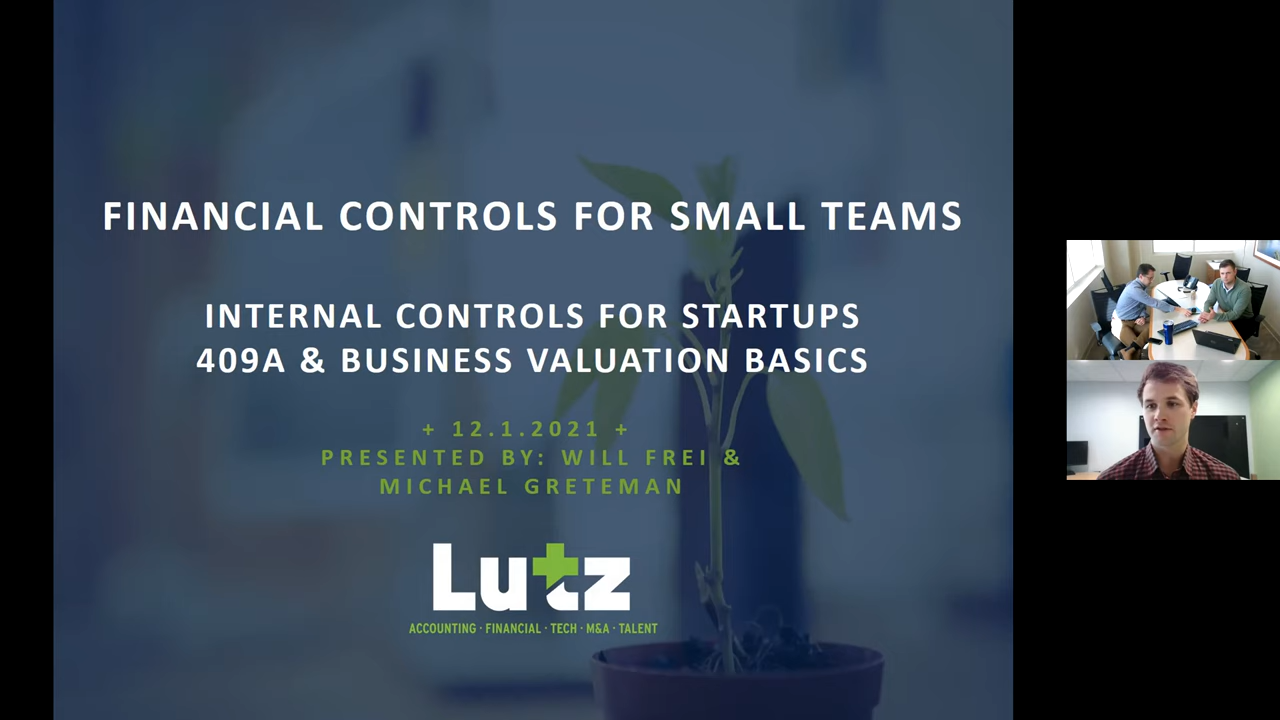 FINANCIAL CONTROLS FOR SMALL TEAMS
INTERNAL CONTROLS FOR STARTUPS
409A & BUSINESS VALUATION BASICS
+ 12.1.2021 +
PRESENTED BY: WILL FREI &
MICHAEL GRETEMAN
Lutz
ACCOUNTING · FINANCIAL · TECH · M&A · TALENT